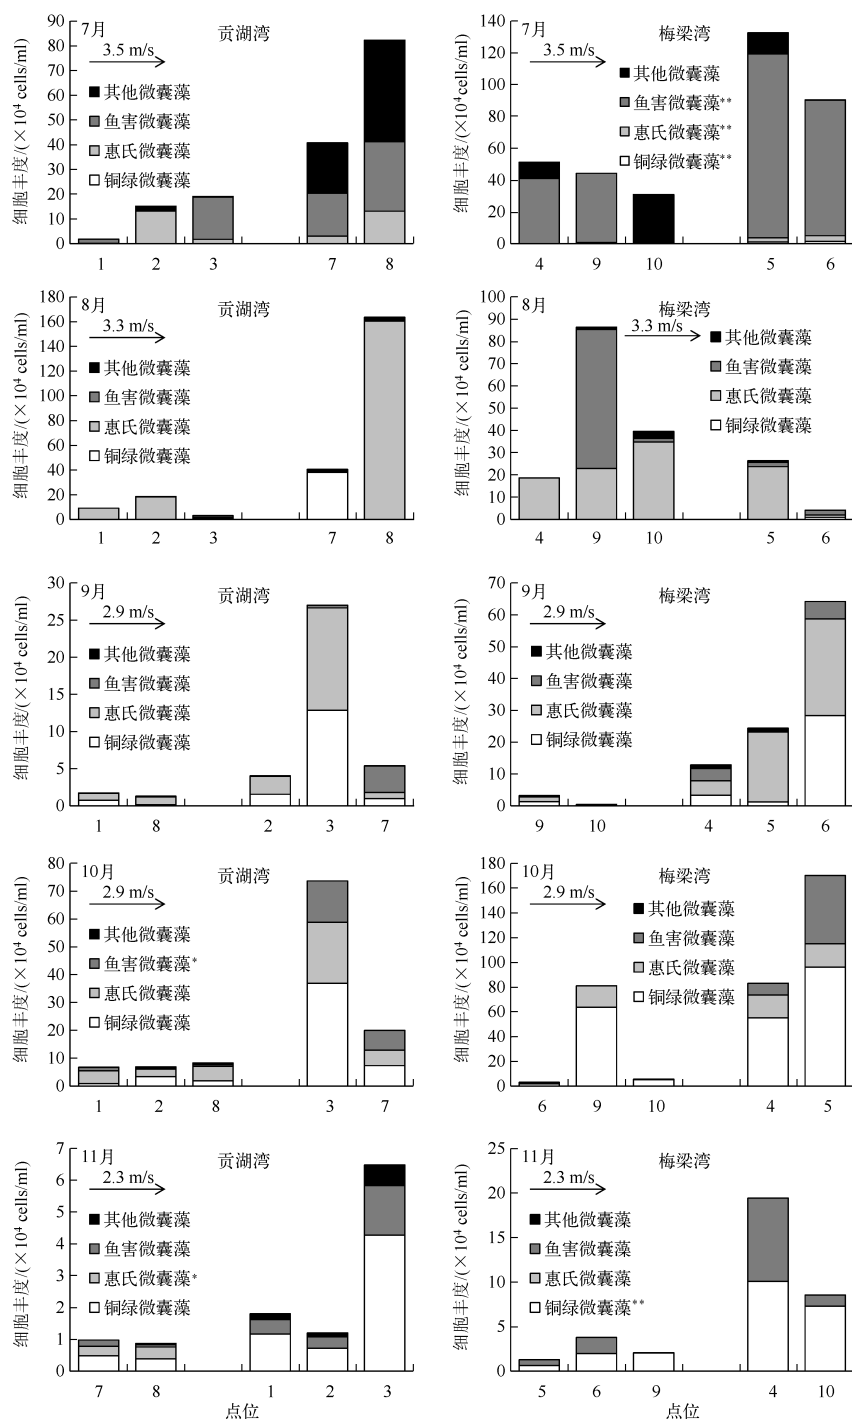 7月
贡湖湾
3.5 m/s
其他微囊藻
鱼害微囊藻
惠氏微囊藻
铜绿微囊藻
细胞丰度/(×10⁴ cells/ml)
90
80
70
60
50
40
30
20
10
0
1 2 3 7 8
7月
梅梁湾
3.5 m/s
其他微囊藻
鱼害微囊藻**
惠氏微囊藻**
铜绿微囊藻**
细胞丰度/(×10⁴ cells/ml)
140
120
100
80
60
40
20
0
4 9 10 5 6
8月
贡湖湾
3.3 m/s
其他微囊藻
鱼害微囊藻
惠氏微囊藻
铜绿微囊藻
细胞丰度/(×10⁴ cells/ml)
180
160
140
120
100
80
60
40
20
0
1 2 3 7 8
8月
梅梁湾
3.3 m/s
其他微囊藻
鱼害微囊藻
惠氏微囊藻
铜绿微囊藻
细胞丰度/(×10⁴ cells/ml)
100
90
80
70
60
50
40
30
20
10
0
4 9 10 5 6
9月
贡湖湾
2.9 m/s
其他微囊藻
鱼害微囊藻
惠氏微囊藻
铜绿微囊藻
细胞丰度/(×10⁴ cells/ml)
30
25
20
15
10
5
0
1 8 2 3 7
9月
梅梁湾
2.9 m/s
其他微囊藻
鱼害微囊藻
惠氏微囊藻
铜绿微囊藻
细胞丰度/(×10⁴ cells/ml)
70
60
50
40
30
20
10
0
9 10 4 5 6
10月
贡湖湾
2.9 m/s
其他微囊藻
鱼害微囊藻*
惠氏微囊藻
铜绿微囊藻
细胞丰度/(×10⁴ cells/ml)
80
70
60
50
40
30
20
10
0
1 2 8 3 7
10月
梅梁湾
2.9 m/s
其他微囊藻
鱼害微囊藻
惠氏微囊藻
铜绿微囊藻
细胞丰度/(×10⁴ cells/ml)
180
160
140
120
100
80
60
40
20
0
6 9 10 4 5
11月
贡湖湾
2.3 m/s
其他微囊藻
鱼害微囊藻
惠氏微囊藻*
铜绿微囊藻
细胞丰度/(×10⁴ cells/ml)
7
6
5
4
3
2
1
0
7 8 1 2 3
点位
11月
梅梁湾
2.3 m/s
其他微囊藻
鱼害微囊藻
惠氏微囊藻
铜绿微囊藻**
细胞丰度/(×10⁴ cells/ml)
25
20
15
10
5
0
5 6 9 4 10
点位